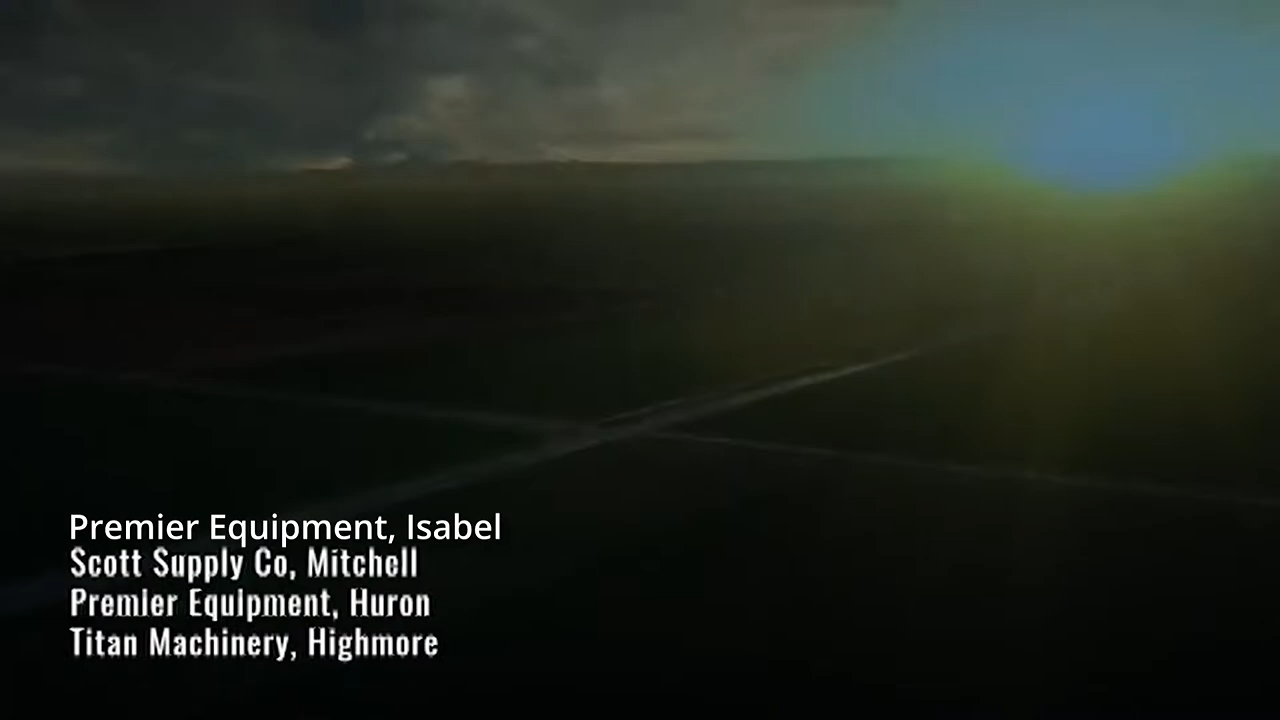 Premier Equipment, Isabel
Scott Supply Co, Mitchell
Premier Equipment, Huron
Titan Machinery, Highmore